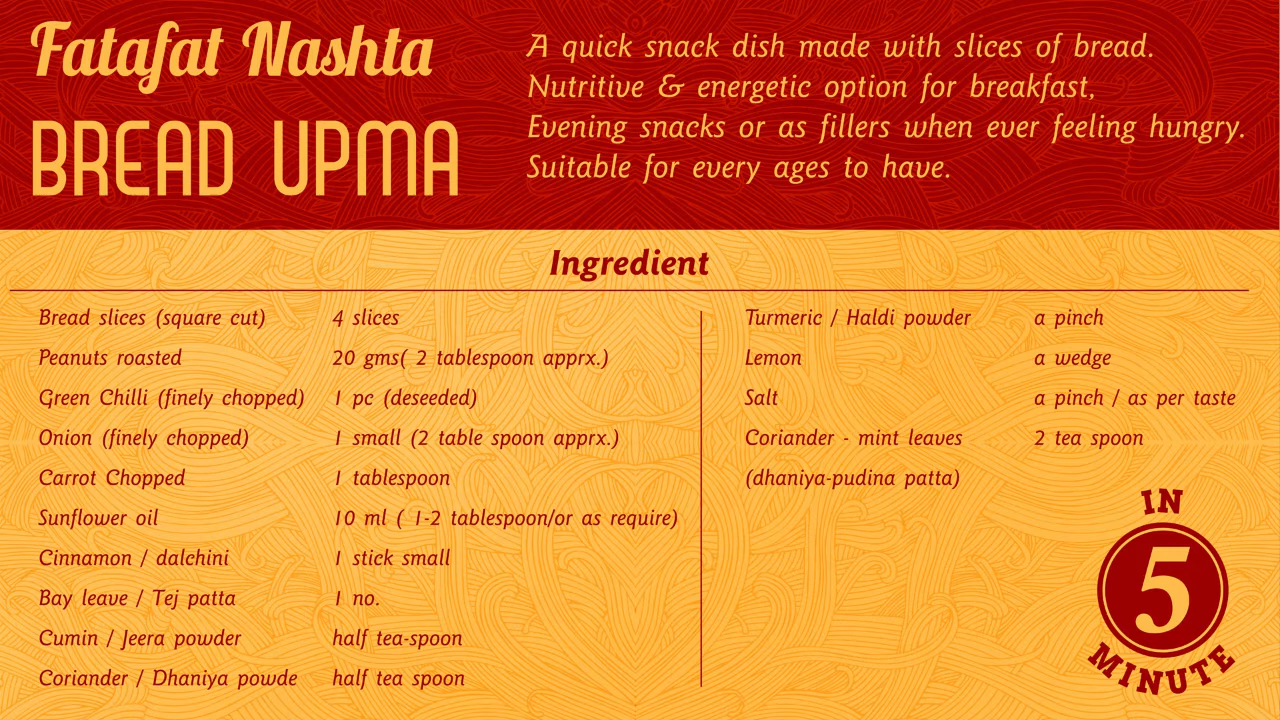 Fatafat Nashta
BREAD UPMA
A quick snack dish made with slices of bread.
Nutritive & energetic option for breakfast,
Evening snacks or as fillers when ever feeling hungry.
Suitable for every ages to have.
Ingredient
Bread slices (square cut) 4 slices
Peanuts roasted 20 gms( 2 tablespoon apprx.)
Green Chilli (finely chopped) 1 pc (deseeded)
Onion (finely chopped) 1 small (2 table spoon apprx.)
Carrot Chopped 1 tablespoon
Sunflower oil 10 ml ( 1-2 tablespoon/or as require)
Cinnamon / dalchini 1 stick small
Bay leave / Tej patta 1 no.
Cumin / Jeera powder half tea-spoon
Coriander / Dhaniya powde half tea spoon
Turmeric / Haldi powder a pinch
Lemon a wedge
Salt a pinch / as per taste
Coriander - mint leaves 2 tea spoon
(dhaniya-pudina patta)
IN
5
MINUTE